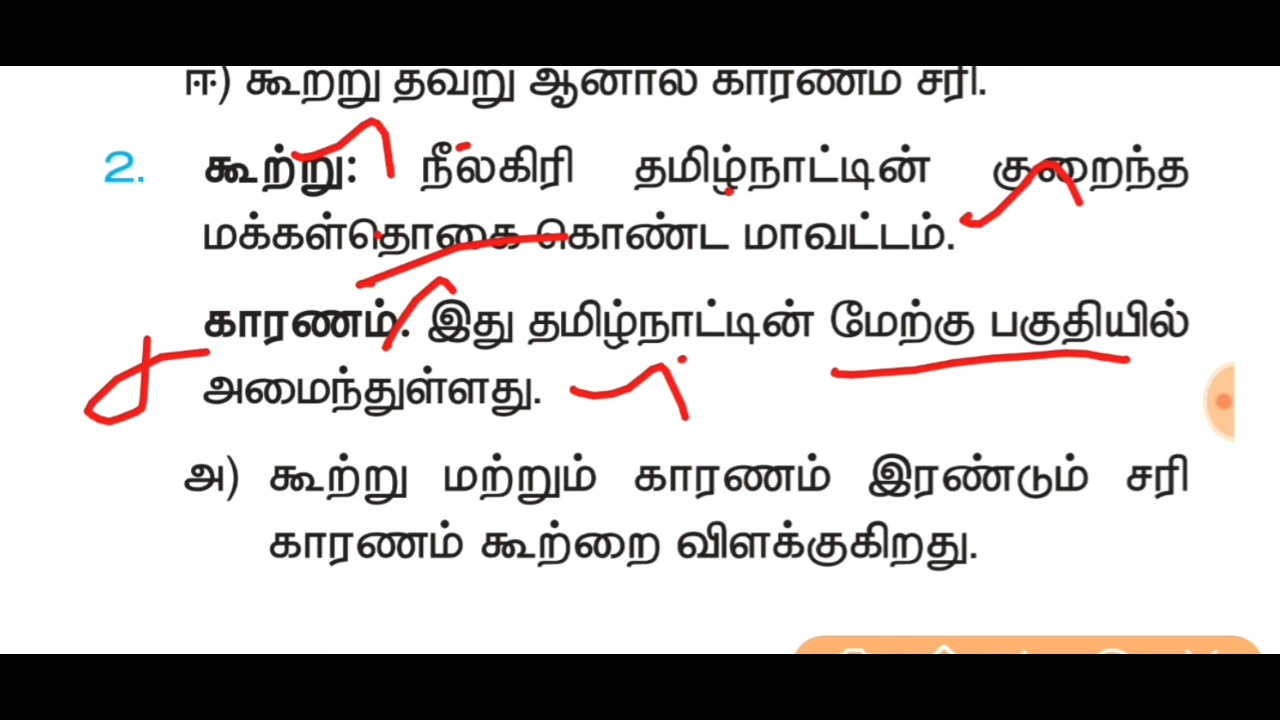 ஈ) கூற்று தவறு ஆனால் காரணம் சரி.
2. கூற்று: நீலகிரி தமிழ்நாட்டின் குறைந்த
மக்கள்தொகை கொண்ட மாவட்டம்.
காரணம்: இது தமிழ்நாட்டின் மேற்கு பகுதியில்
அமைந்துள்ளது.
அ) கூற்று மற்றும் காரணம் இரண்டும் சரி
காரணம் கூற்றை விளக்குகிறது.